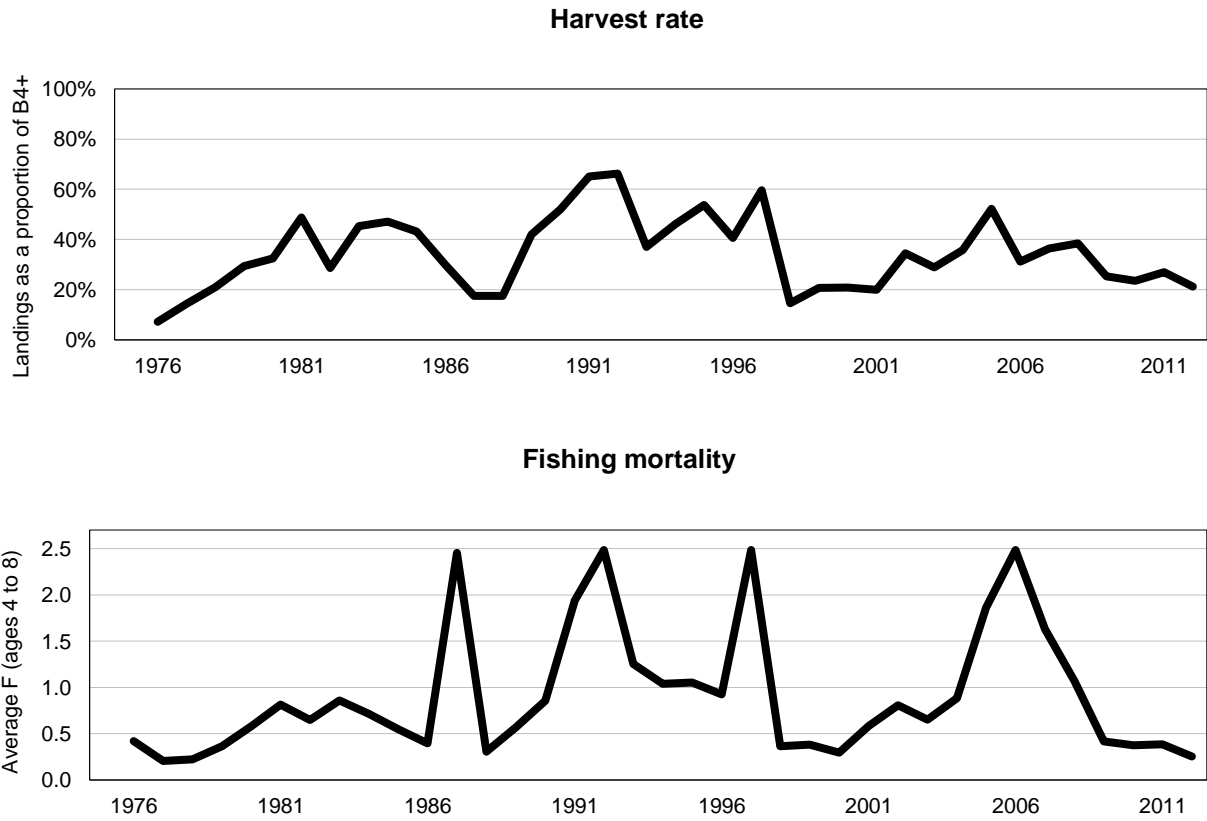 Harvest rate
Landings as a proportion of B4+
100%
80%
60%
40%
20%
0%
1976 1981 1986 1991 1996 2001 2006 2011
Fishing mortality
Average F (ages 4 to 8)
2.5
2.0
1.5
1.0
0.5
0.0
1976 1981 1986 1991 1996 2001 2006 2011